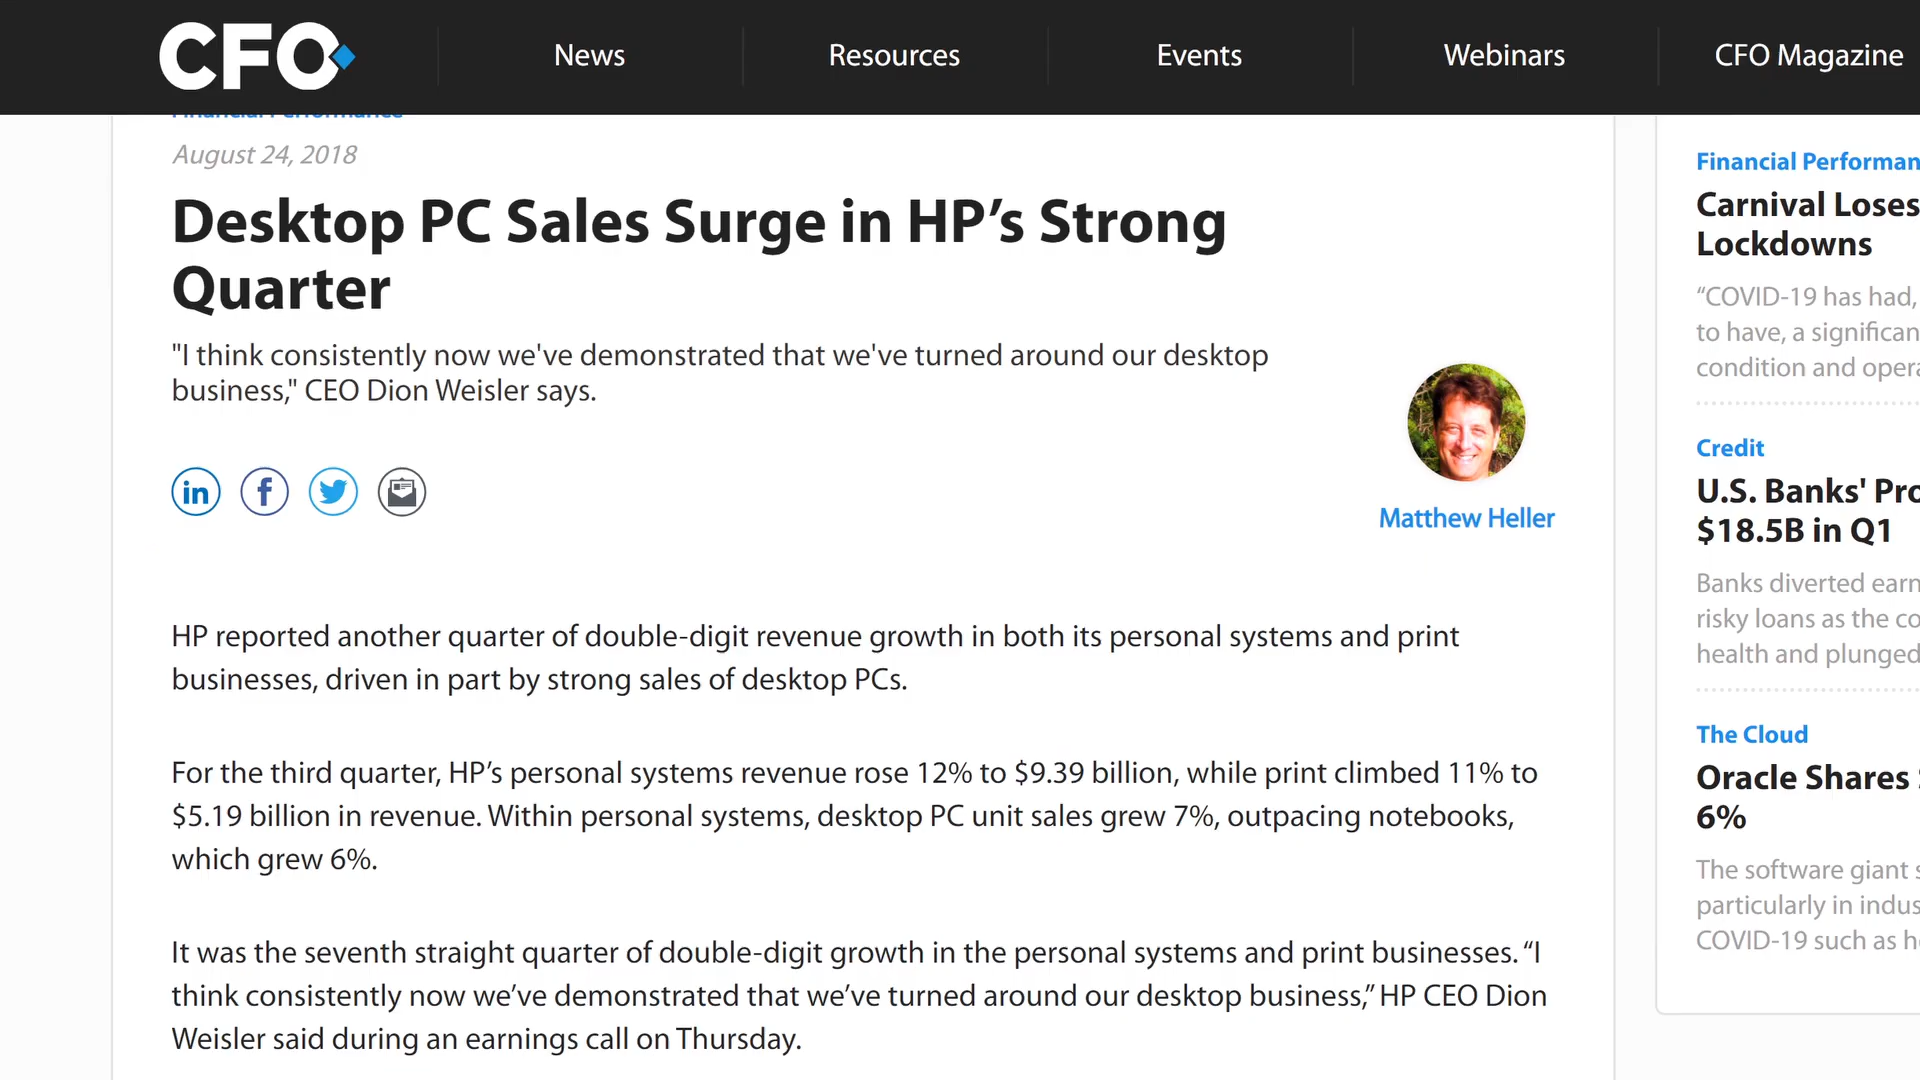 CFO
News
Resources
Events
Webinars
CFO Magazine
August 24, 2018
Desktop PC Sales Surge in HP’s Strong
Quarter
"I think consistently now we've demonstrated that we've turned around our desktop
business," CEO Dion Weisler says.
in
f
Matthew Heller
HP reported another quarter of double-digit revenue growth in both its personal systems and print
businesses, driven in part by strong sales of desktop PCs.
For the third quarter, HP’s personal systems revenue rose 12% to $9.39 billion, while print climbed 11% to
$5.19 billion in revenue. Within personal systems, desktop PC unit sales grew 7%, outpacing notebooks,
which grew 6%.
It was the seventh straight quarter of double-digit growth in the personal systems and print businesses. “I
think consistently now we’ve demonstrated that we’ve turned around our desktop business,” HP CEO Dion
Weisler said during an earnings call on Thursday.
Financial Performan
Carnival Loses
Lockdowns
“COVID-19 has had,
to have, a significan
condition and opera
Credit
U.S. Banks' Pro
$18.5B in Q1
Banks diverted earn
risky loans as the co
health and plunged
The Cloud
Oracle Shares
6%
The software giant
particularly in indus
COVID-19 such as h